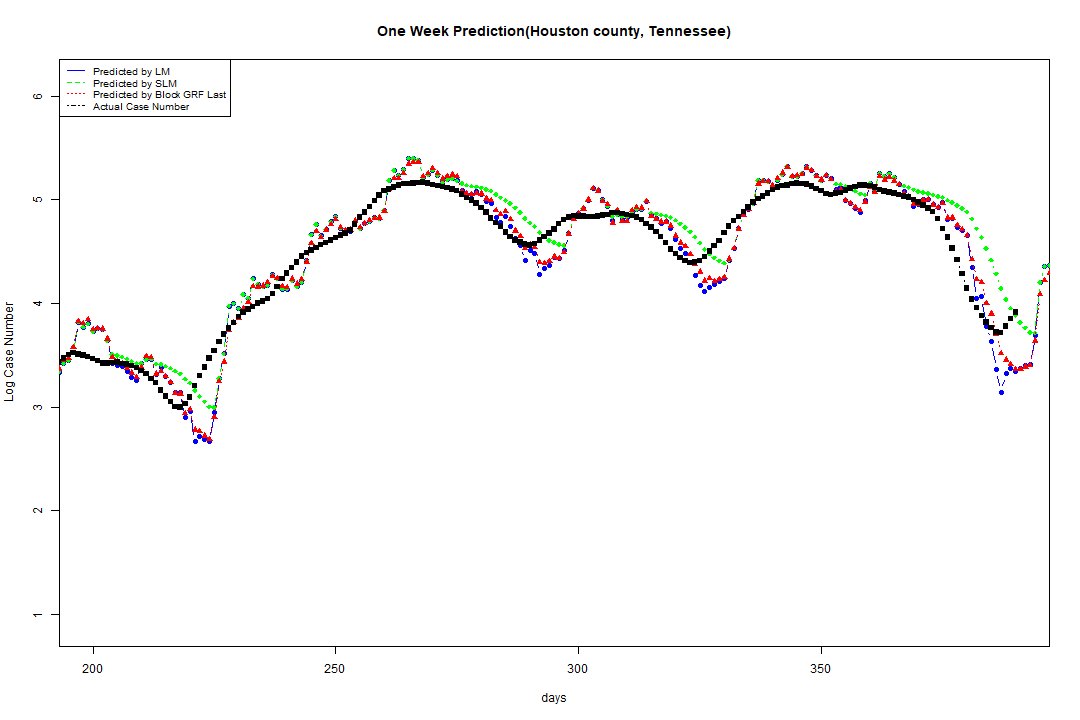 One Week Prediction(Houston county, Tennessee)
Predicted by LM
Predicted by SLM
Predicted by Block GRF Last
Actual Case Number
6
5
4
3
2
1
Log Case Number
200 250 300 350
days